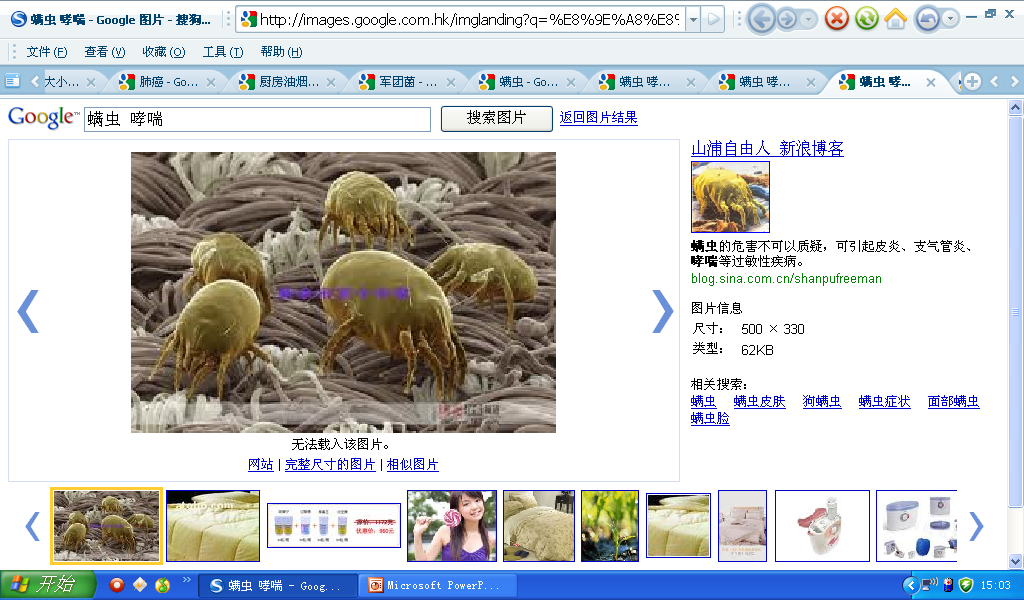 螨虫 哮喘 - Google 图片 - 搜狗...
http://images.google.com.hk/imglanding?q=%E8%9E%A8%E8%
文件(F) 查看(V) 收藏(O) 工具(T) 帮助(H)
大小... 肺癌 - Go... 厨房油烟... 军团菌 - ... 螨虫 - Go... 螨虫 哮... 螨虫 哮... 螨虫 哮...
Google™ 螨虫 哮喘 搜索图片 返回图片结果
山浦自由人_新浪博客
螨虫的危害不可以质疑，可引起皮炎、支气管炎、
哮喘等过敏性疾病。
blog.sina.com.cn/shanpufreeman
图片信息
尺寸： 500 × 330
类型： 62KB
相关搜索：
螨虫 螨虫皮肤 狗螨虫 螨虫症状 面部螨虫
螨虫脸
无法载入该图片。
网站 | 完整尺寸的图片 | 相似图片
开始 螨虫 哮喘 - Goog... Microsoft PowerP... 15:03